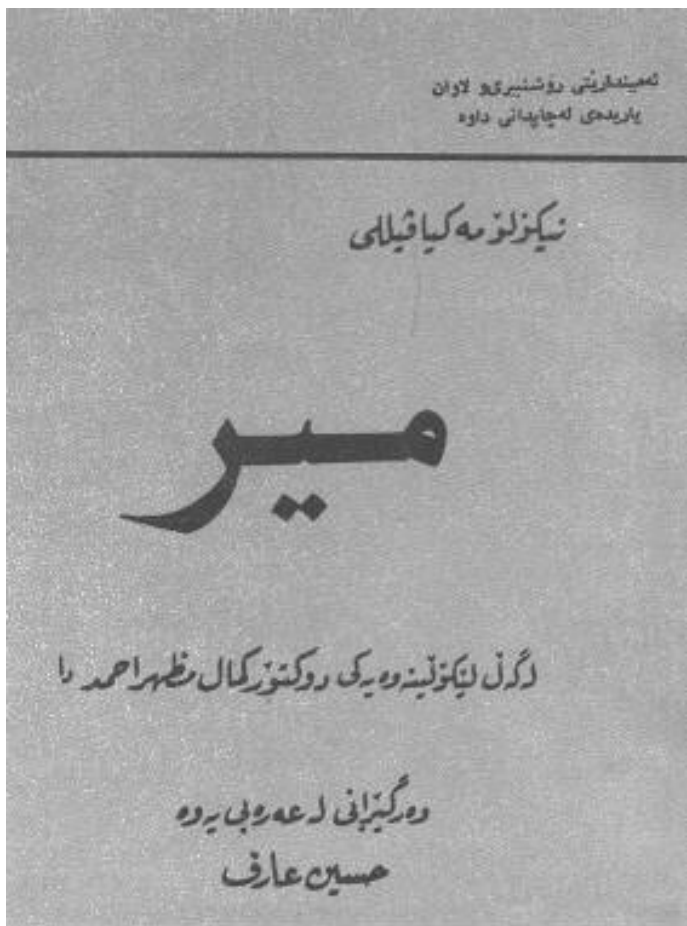 ئەمینداریتی رۆشنبیری‌و لاوان
یاریدەی لەچاپدانی داوە
نیکۆلۆ مەکیاڤیللی
میر
لەگەڵ لێکۆڵینەوەیەکی دوکتۆر کمال مظهر احمد دا
وەرگێڕانی لە عەرەبی یەوە
حسین عارف